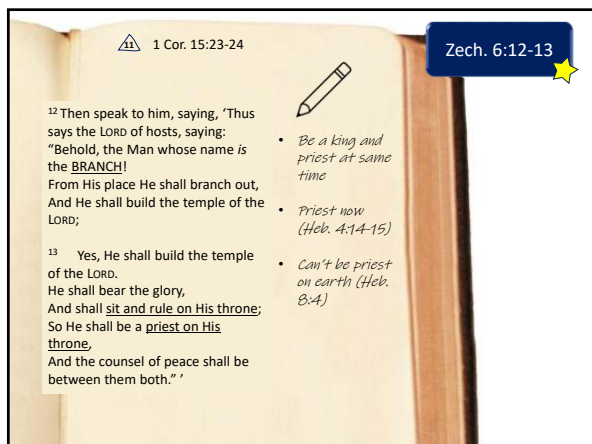 11 1 Cor. 15:23-24
Zech. 6:12-13
12 Then speak to him, saying, ‘Thus
says the LORD of hosts, saying:
“Behold, the Man whose name is
the BRANCH!
From His place He shall branch out,
And He shall build the temple of the
LORD;
13 Yes, He shall build the temple
of the LORD.
He shall bear the glory,
And shall sit and rule on His throne;
So He shall be a priest on His
throne,
And the counsel of peace shall be
between them both.” ’
• Be a king and
priest at same
time
• Priest now
(Heb. 4:14-15)
• Can't be priest
on earth (Heb.
8:4)